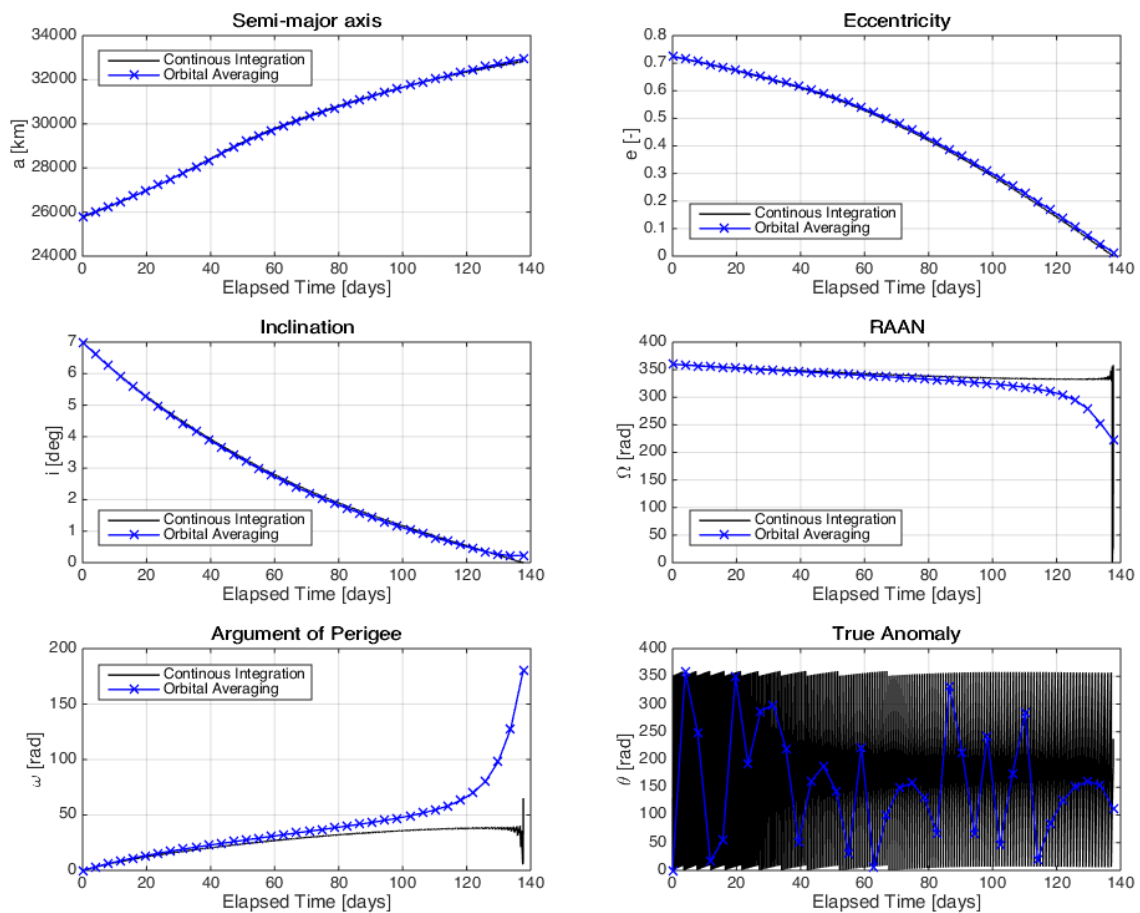 Semi-major axis
34000
32000
30000
28000
26000
24000
a [km]
Continous Integration
Orbital Averaging
0 20 40 60 80 100 120 140
Elapsed Time [days]
Eccentricity
0.8
0.7
0.6
0.5
0.4
0.3
0.2
0.1
0
e [-]
Continous Integration
Orbital Averaging
0 20 40 60 80 100 120 140
Elapsed Time [days]
Inclination
7
6
5
4
3
2
1
0
i [deg]
Continous Integration
Orbital Averaging
0 20 40 60 80 100 120 140
Elapsed Time [days]
RAAN
400
350
300
250
200
150
100
50
0
Ω [rad]
Continous Integration
Orbital Averaging
0 20 40 60 80 100 120 140
Elapsed Time [days]
Argument of Perigee
200
150
100
50
0
ω [rad]
Continous Integration
Orbital Averaging
0 20 40 60 80 100 120 140
Elapsed Time [days]
True Anomaly
400
350
300
250
200
150
100
50
0
θ [rad]
0 20 40 60 80 100 120 140
Elapsed Time [days]